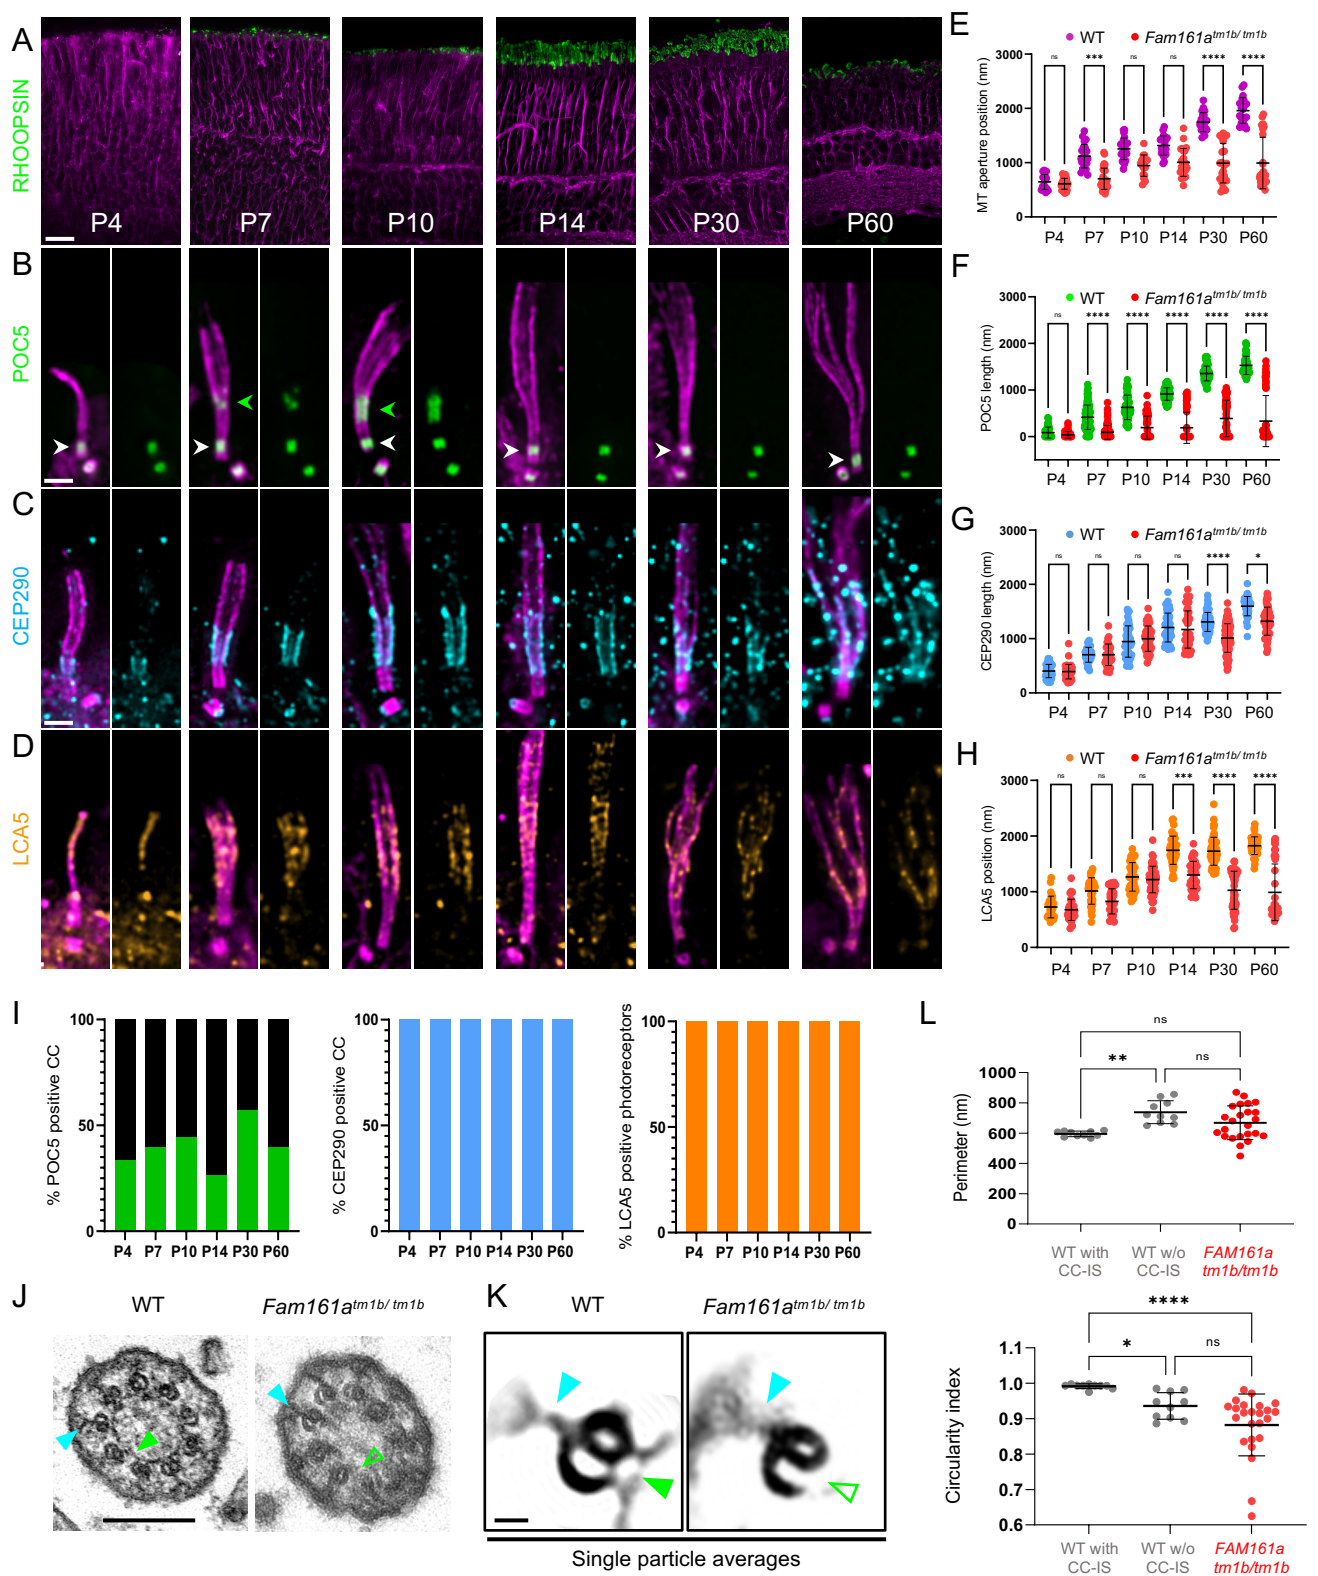 A
RHOOPSIN
P4
P7
P10
P14
P30
P60
B
POC5
C
CEP290
D
LCA5
E
WT
Fam161a tm1b/ tm1b
MT aperture position (nm)
3000
2000
1000
0
ns
***
ns
ns
****
****
P4
P7
P10
P14
P30
P60
F
WT
Fam161a tm1b/ tm1b
POC5 length (nm)
3000
2000
1000
0
ns
****
****
****
****
****
P4
P7
P10
P14
P30
P60
G
WT
Fam161a tm1b/ tm1b
CEP290 length (nm)
3000
2000
1000
0
ns
ns
ns
ns
****
*
P4
P7
P10
P14
P30
P60
H
WT
Fam161a tm1b/ tm1b
LCA5 position (nm)
3000
2000
1000
0
ns
ns
ns
***
****
****
P4
P7
P10
P14
P30
P60
I
% POC5 positive CC
100
50
0
P4
P7
P10
P14
P30
P60
% CEP290 positive CC
100
50
0
P4
P7
P10
P14
P30
P60
% LCA5 positive photoreceptors
100
50
0
P4
P7
P10
P14
P30
P60
J
WT
Fam161a tm1b/ tm1b
K
WT
Fam161a tm1b/ tm1b
Single particle averages
L
ns
**
ns
Perimeter (nm)
1000
800
600
400
200
0
WT with
CC-IS
WT w/o
CC-IS
FAM161a
tm1b/tm1b
****
*
ns
Circularity index
1.1
1.0
0.9
0.8
0.7
0.6
WT with
CC-IS
WT w/o
CC-IS
FAM161a
tm1b/tm1b